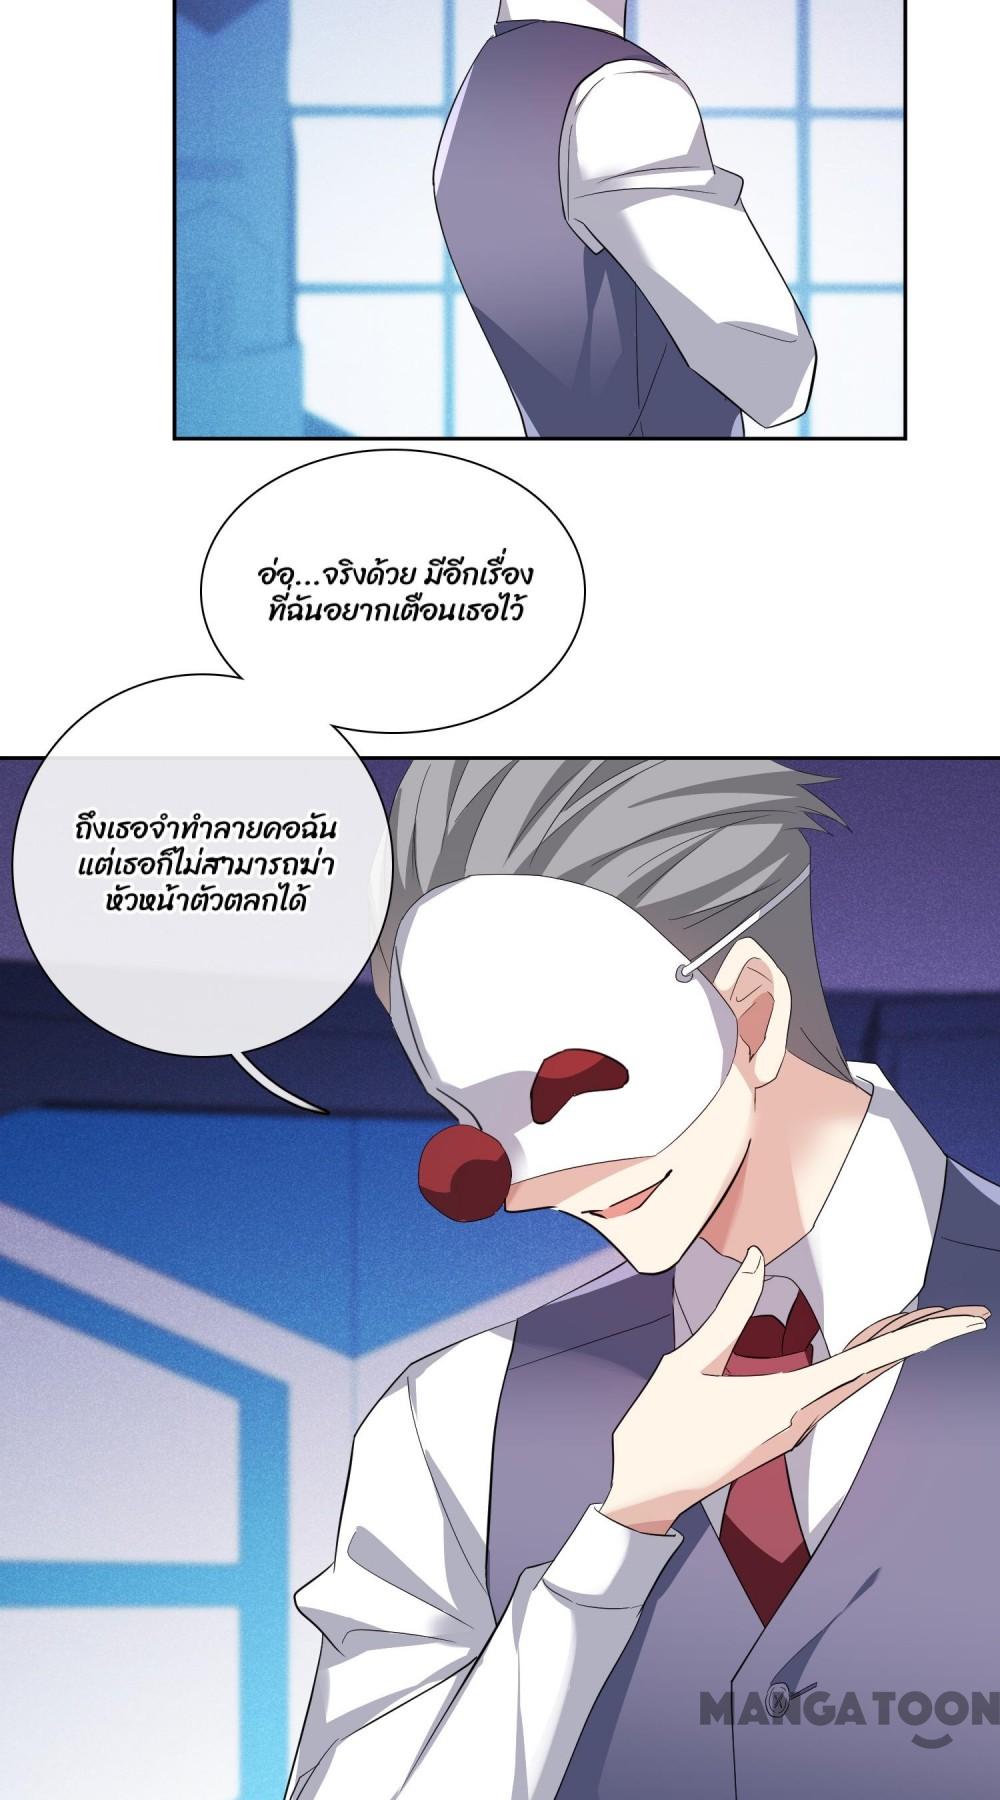 อ่อ...จริงด้วย มีอีกเรื่อง
ที่ฉันอยากเตือนเธอไว้
ถึงเธอจำทำลายคอฉัน
แต่เธอก็ไม่สามารถฆ่า
หัวหน้าตัวตลกได้
MANGATOON